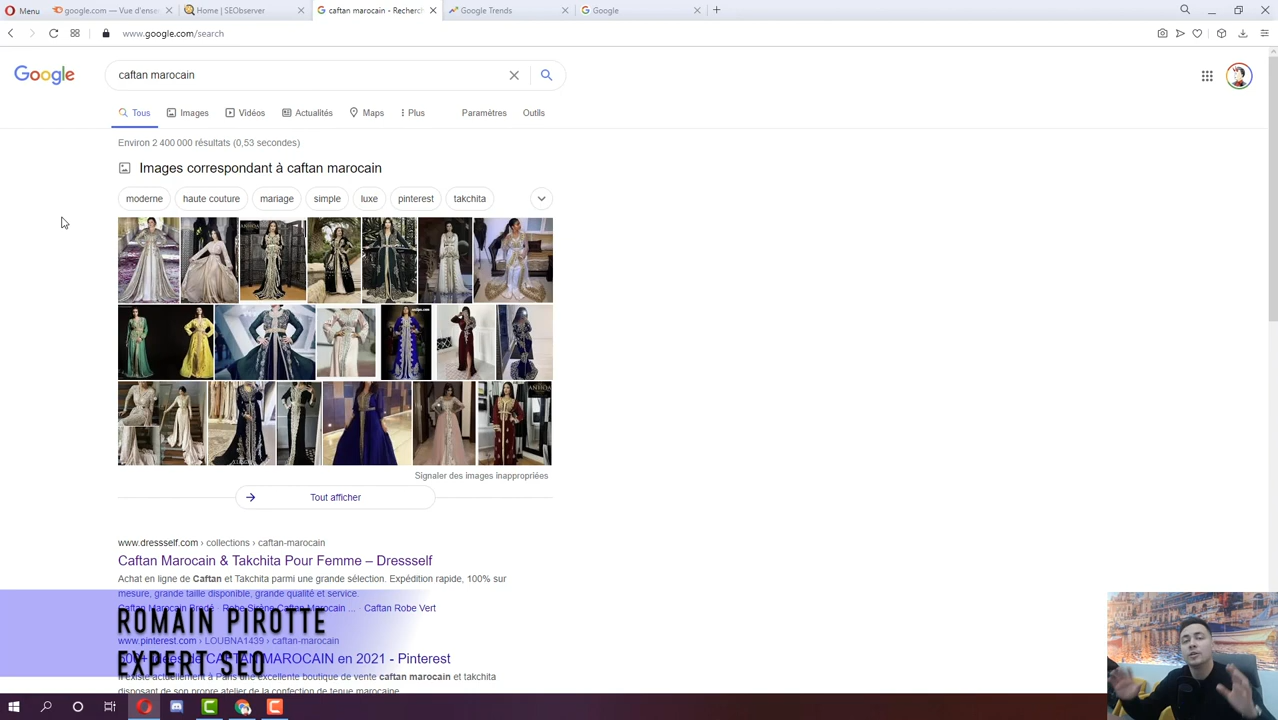 Menu
google.com — Vue d'ense
Home | SEObserver
caftan marocain - Recherch
Google Trends
Google
www.google.com/search
Google
caftan marocain
Tous
Images
Vidéos
Actualités
Maps
Plus
Paramètres
Outils
Environ 2 400 000 résultats (0,53 secondes)
Images correspondant à caftan marocain
moderne
haute couture
mariage
simple
luxe
pinterest
takchita
Signaler des images inappropriées
Tout afficher
www.dressself.com › collections › caftan-marocain
Caftan Marocain & Takchita Pour Femme – Dressself
Achat en ligne de Caftan et Takchita parmi une grande sélection. Expédition rapide, 100% sur
mesure, grande taille disponible, grande qualité et service.
Caftan Marocain Brodé · Robe Sirène Caftan Marocain ... · Caftan Robe Vert
ROMAIN PIROTTE
www.pinterest.com › LOUBNA1439 › caftan-marocain
idées de CAFTAN MAROCAIN en 2021 - Pinterest
EXPERT SEO
Il existe actuellement à Paris une excellente boutique de vente caftan marocain et takchita
disposant de son propre atelier de la confection de tenue marocaine.